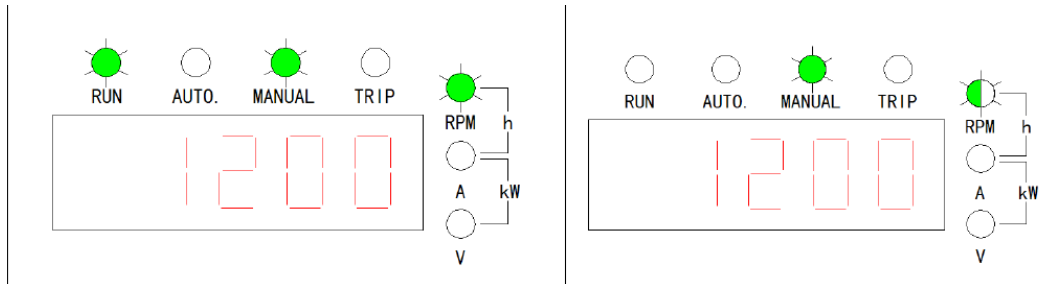 RUN AUTO. MANUAL TRIP
RPM h
1200
A kW
V
RUN AUTO. MANUAL TRIP
RPM h
1200
A kW
V